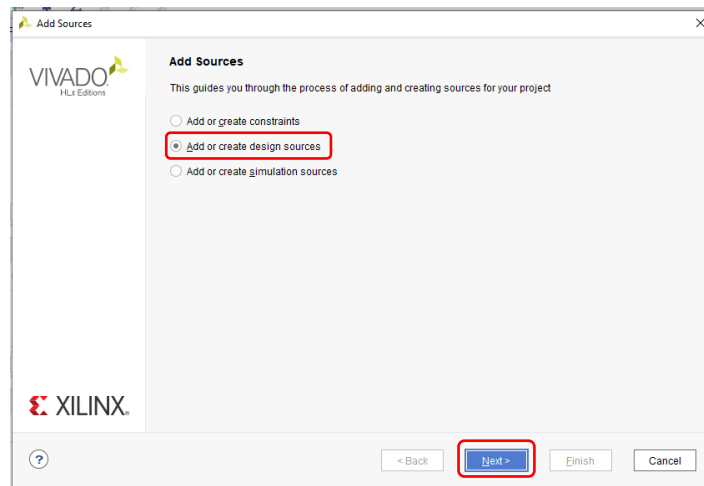 Add Sources
VIVADO
HLx Editions
Add Sources
This guides you through the process of adding and creating sources for your project
Add or create constraints
Add or create design sources
Add or create simulation sources
XILINX
?
< Back
Next >
Finish
Cancel